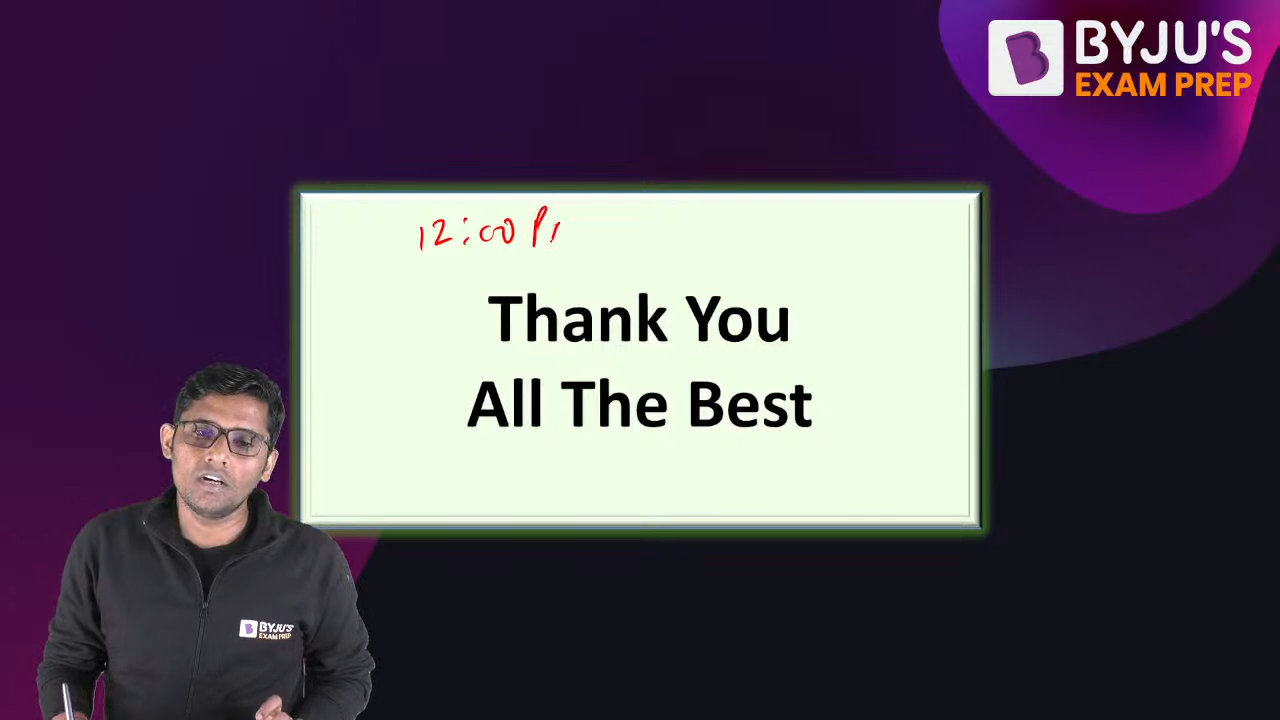 BYJU'S
EXAM PREP
12:00 P
Thank You
All The Best
BYJU'S
EXAM PREP